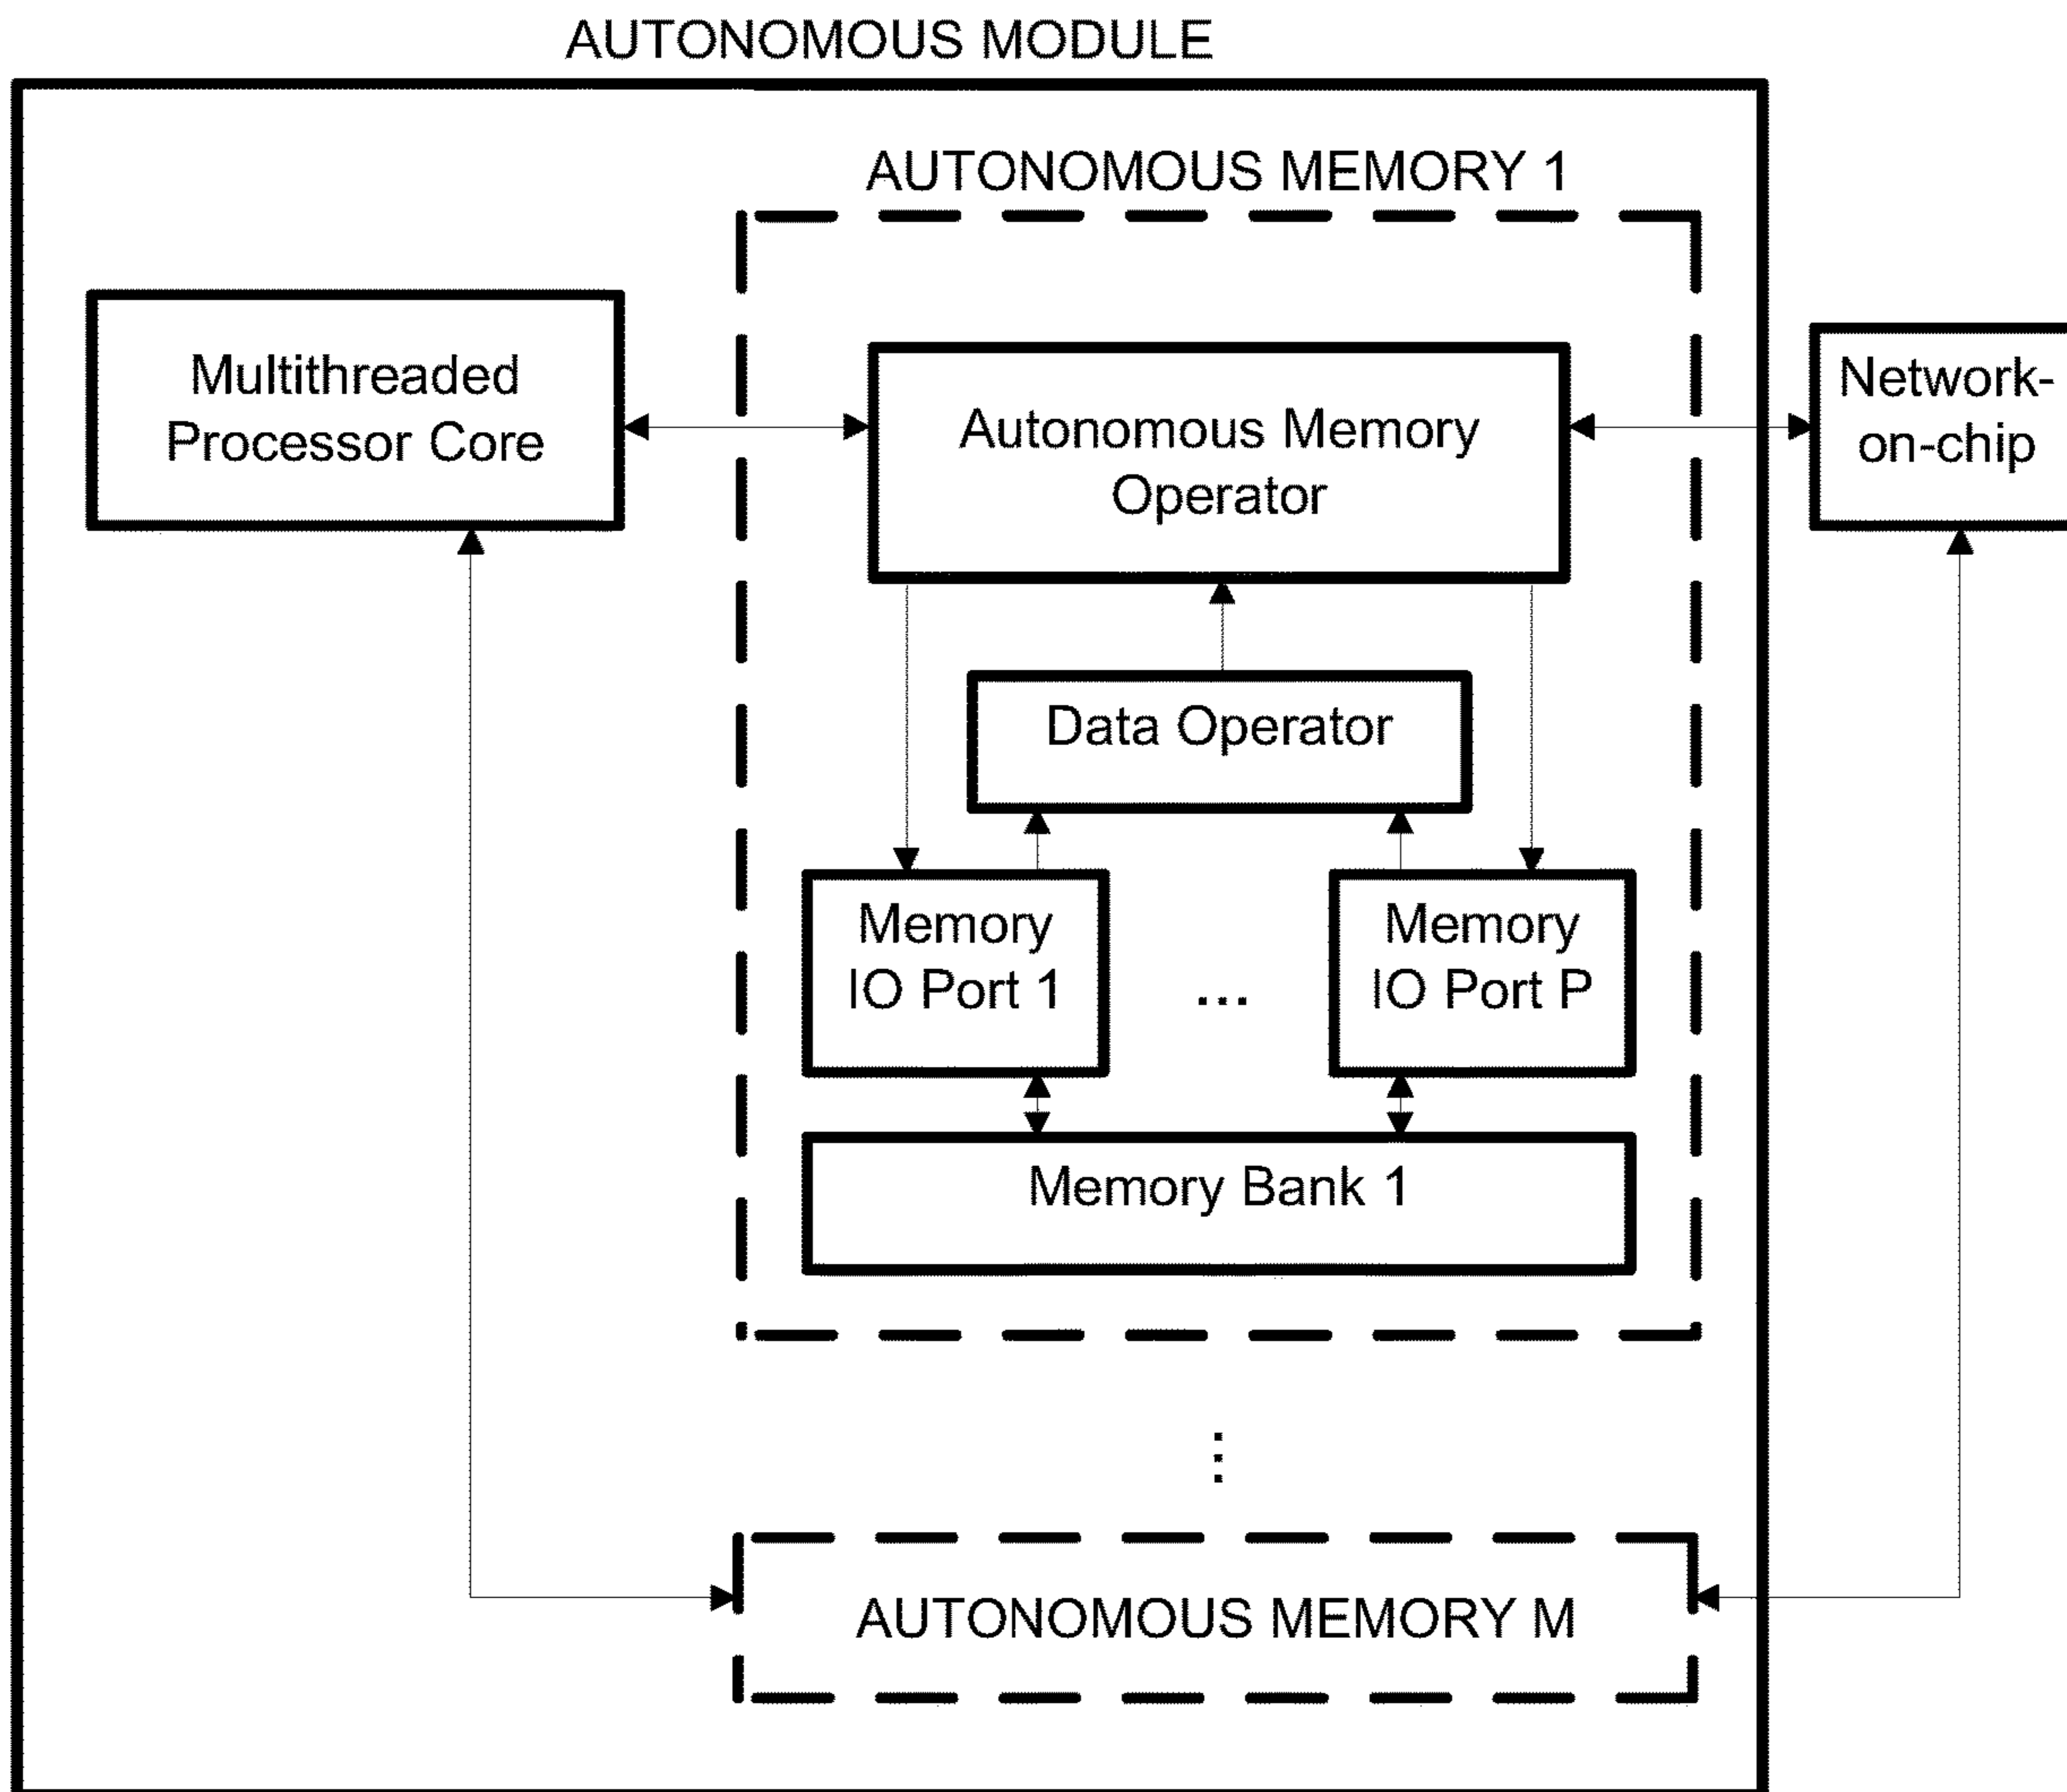 AUTONOMOUS MODULE
AUTONOMOUS MEMORY 1
Multithreaded
Processor Core
Autonomous Memory
Operator
Network-
on-chip
Data Operator
Memory
IO Port 1
...
Memory
IO Port P
Memory Bank 1
...
AUTONOMOUS MEMORY M